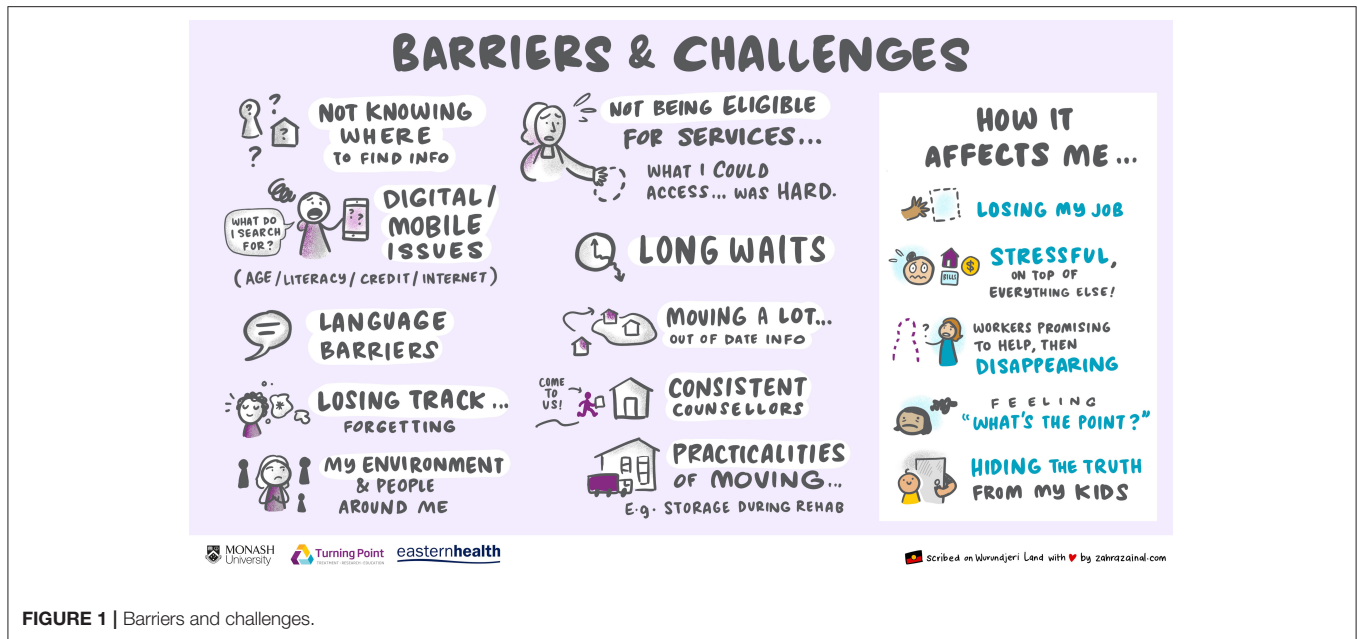 BARRIERS & CHALLENGES
? ?
?
?
NOT KNOWING
WHERE
TO FIND INFO
WHAT DO
I SEARCH
FOR?
? ?
?
DIGITAL/
MOBILE
ISSUES
(AGE/LITERACY/CREDIT/INTERNET)
LANGUAGE
BARRIERS
LOSING TRACK...
FORGETTING
MY ENVIRONMENT
& PEOPLE
AROUND ME
NOT BEING ELIGIBLE
FOR SERVICES...
WHAT I COULD
ACCESS... WAS HARD.
LONG WAITS
MOVING A LOT...
OUT OF DATE INFO
COME
TO
US!
CONSISTENT
COUNSELLORS
PRACTICALITIES
OF MOVING...
E.g. STORAGE DURING REHAB
HOW IT
AFFECTS ME...
LOSING MY JOB
BILLS
$
STRESSFUL,
ON TOP OF
EVERYTHING ELSE!
?
WORKERS PROMISING
TO HELP, THEN
DISAPPEARING
FEELING
"WHAT'S THE POINT?"
HIDING THE TRUTH
FROM MY KIDS
MONASH
University
Turning Point
TREATMENT · RESEARCH · EDUCATION
easternhealth
scribed on Wurundjeri Land with ♥ by zahrazainal.com
FIGURE 1 | Barriers and challenges.